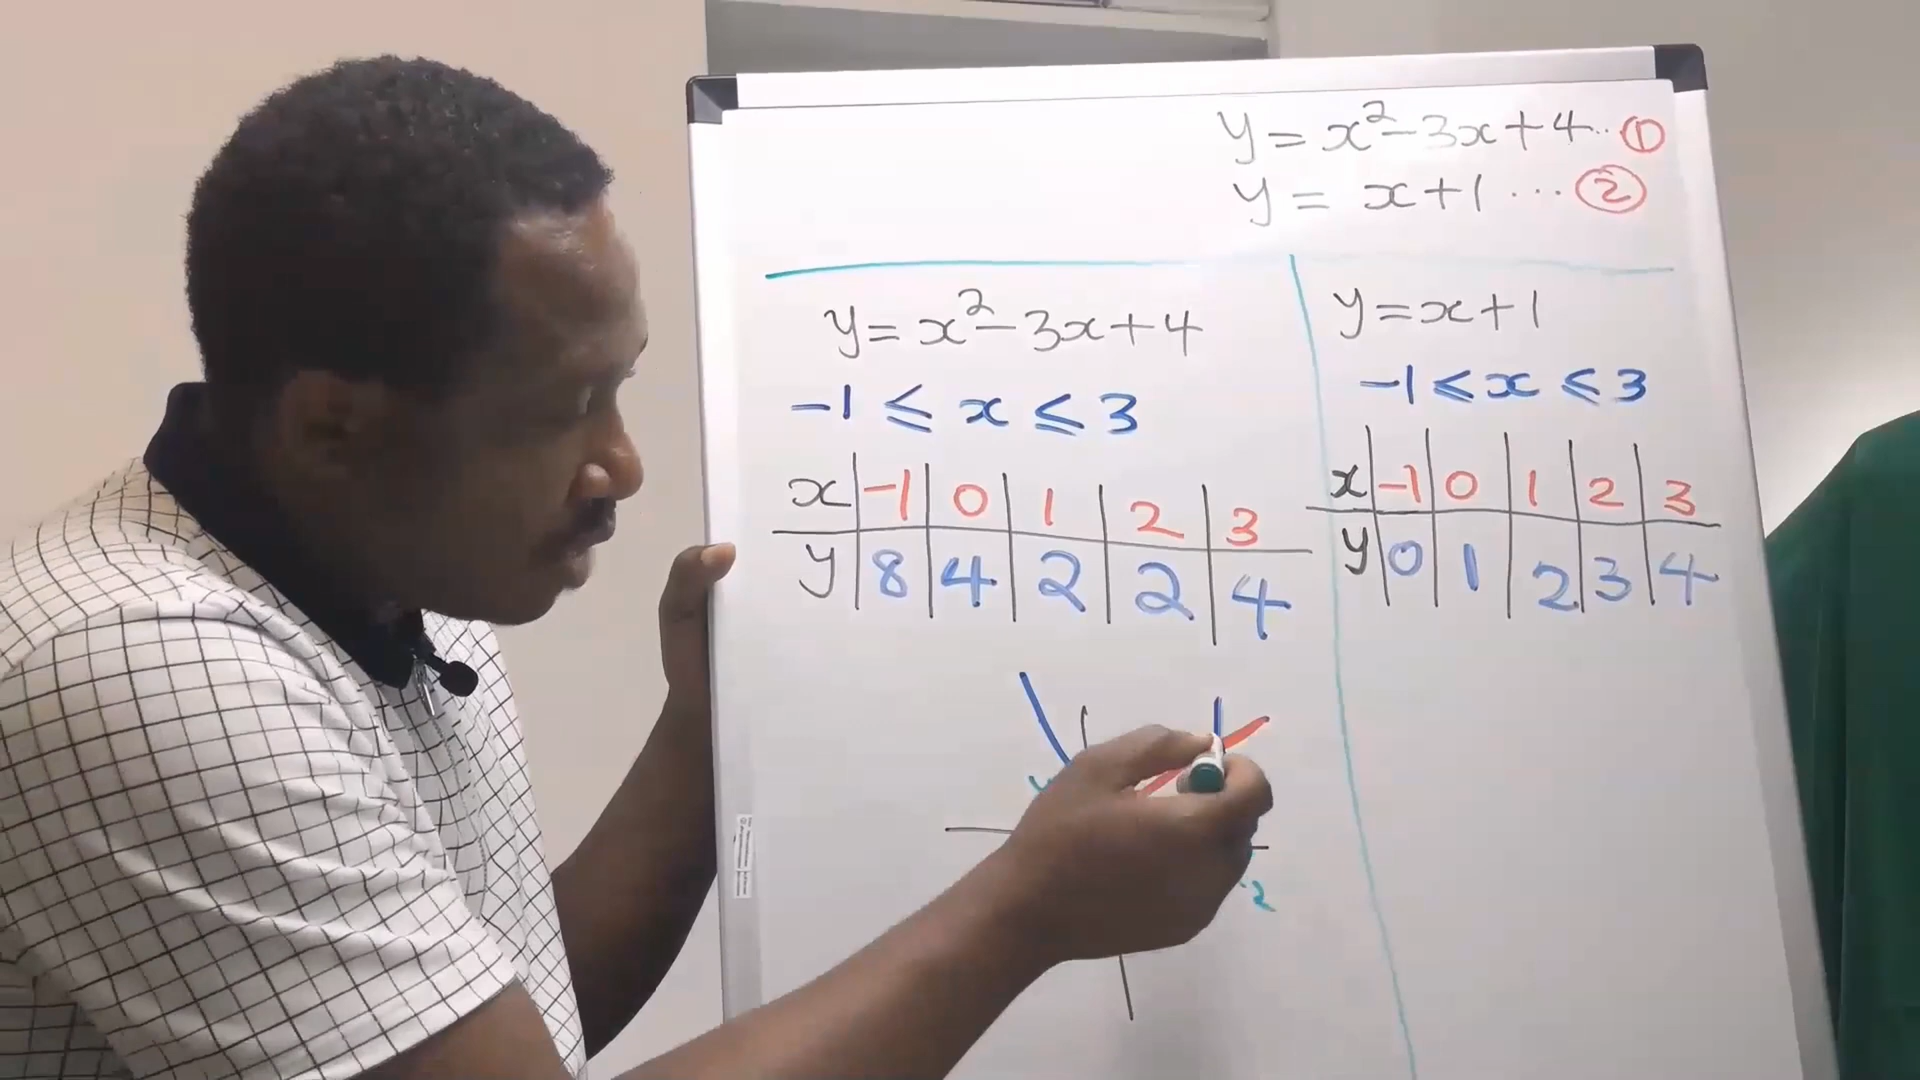 y = x² - 3x + 4 .. ①
y = x + 1 .... ②
y = x² - 3x + 4
-1 ≤ x ≤ 3
x -1 0 1 2 3
y 8 4 2 2 4
y = x + 1
-1 ≤ x ≤ 3
x -1 0 1 2 3
y 0 1 2 3 4